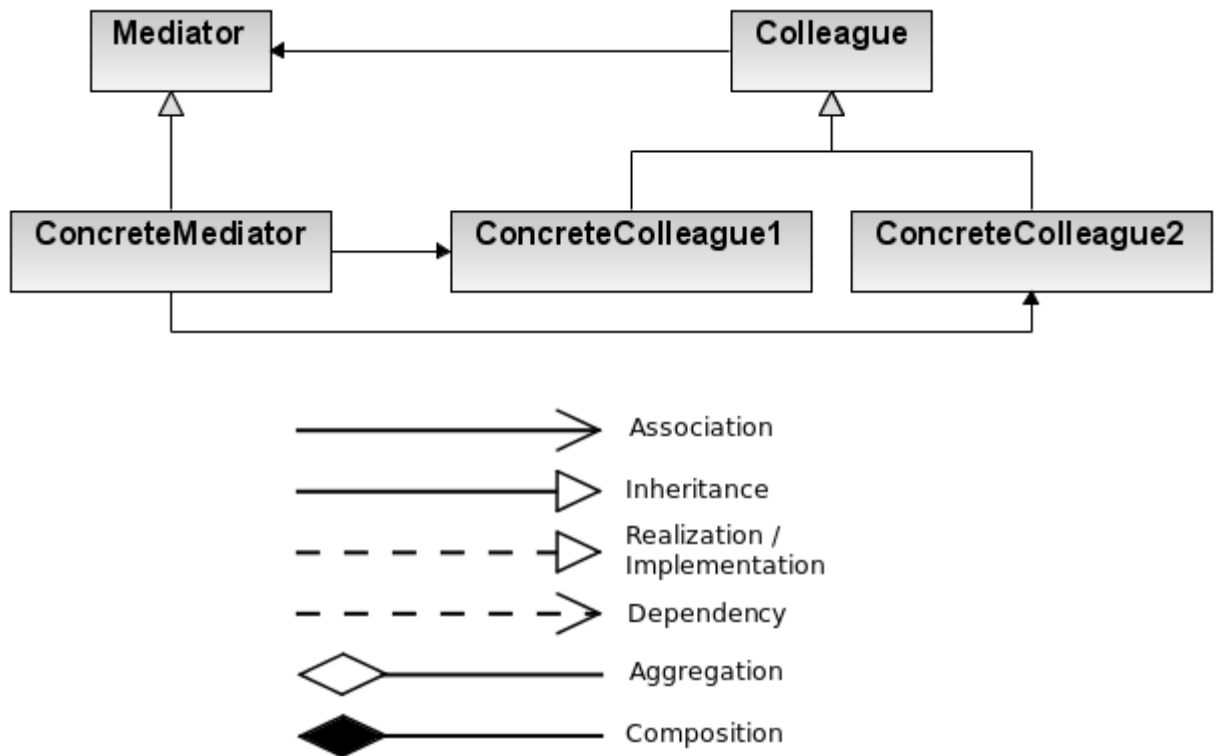 Mediator
Colleague
ConcreteMediator
ConcreteColleague1
ConcreteColleague2
Association
Inheritance
Realization /
Implementation
Dependency
Aggregation
Composition